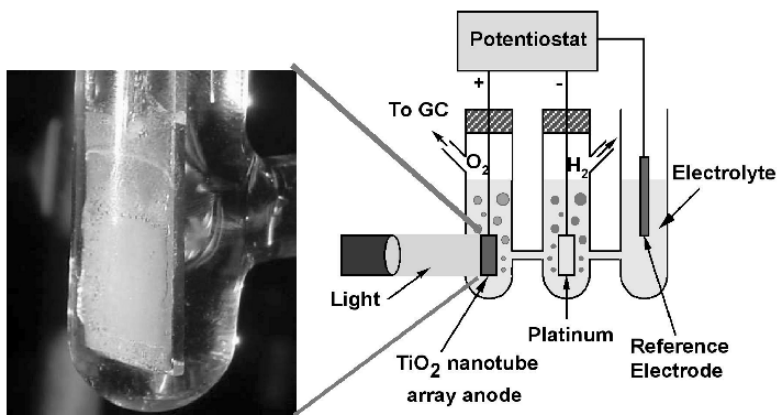 Potentiostat
+
-
To GC
O2
H2
Electrolyte
Light
Platinum
TiO2 nanotube
array anode
Reference
Electrode